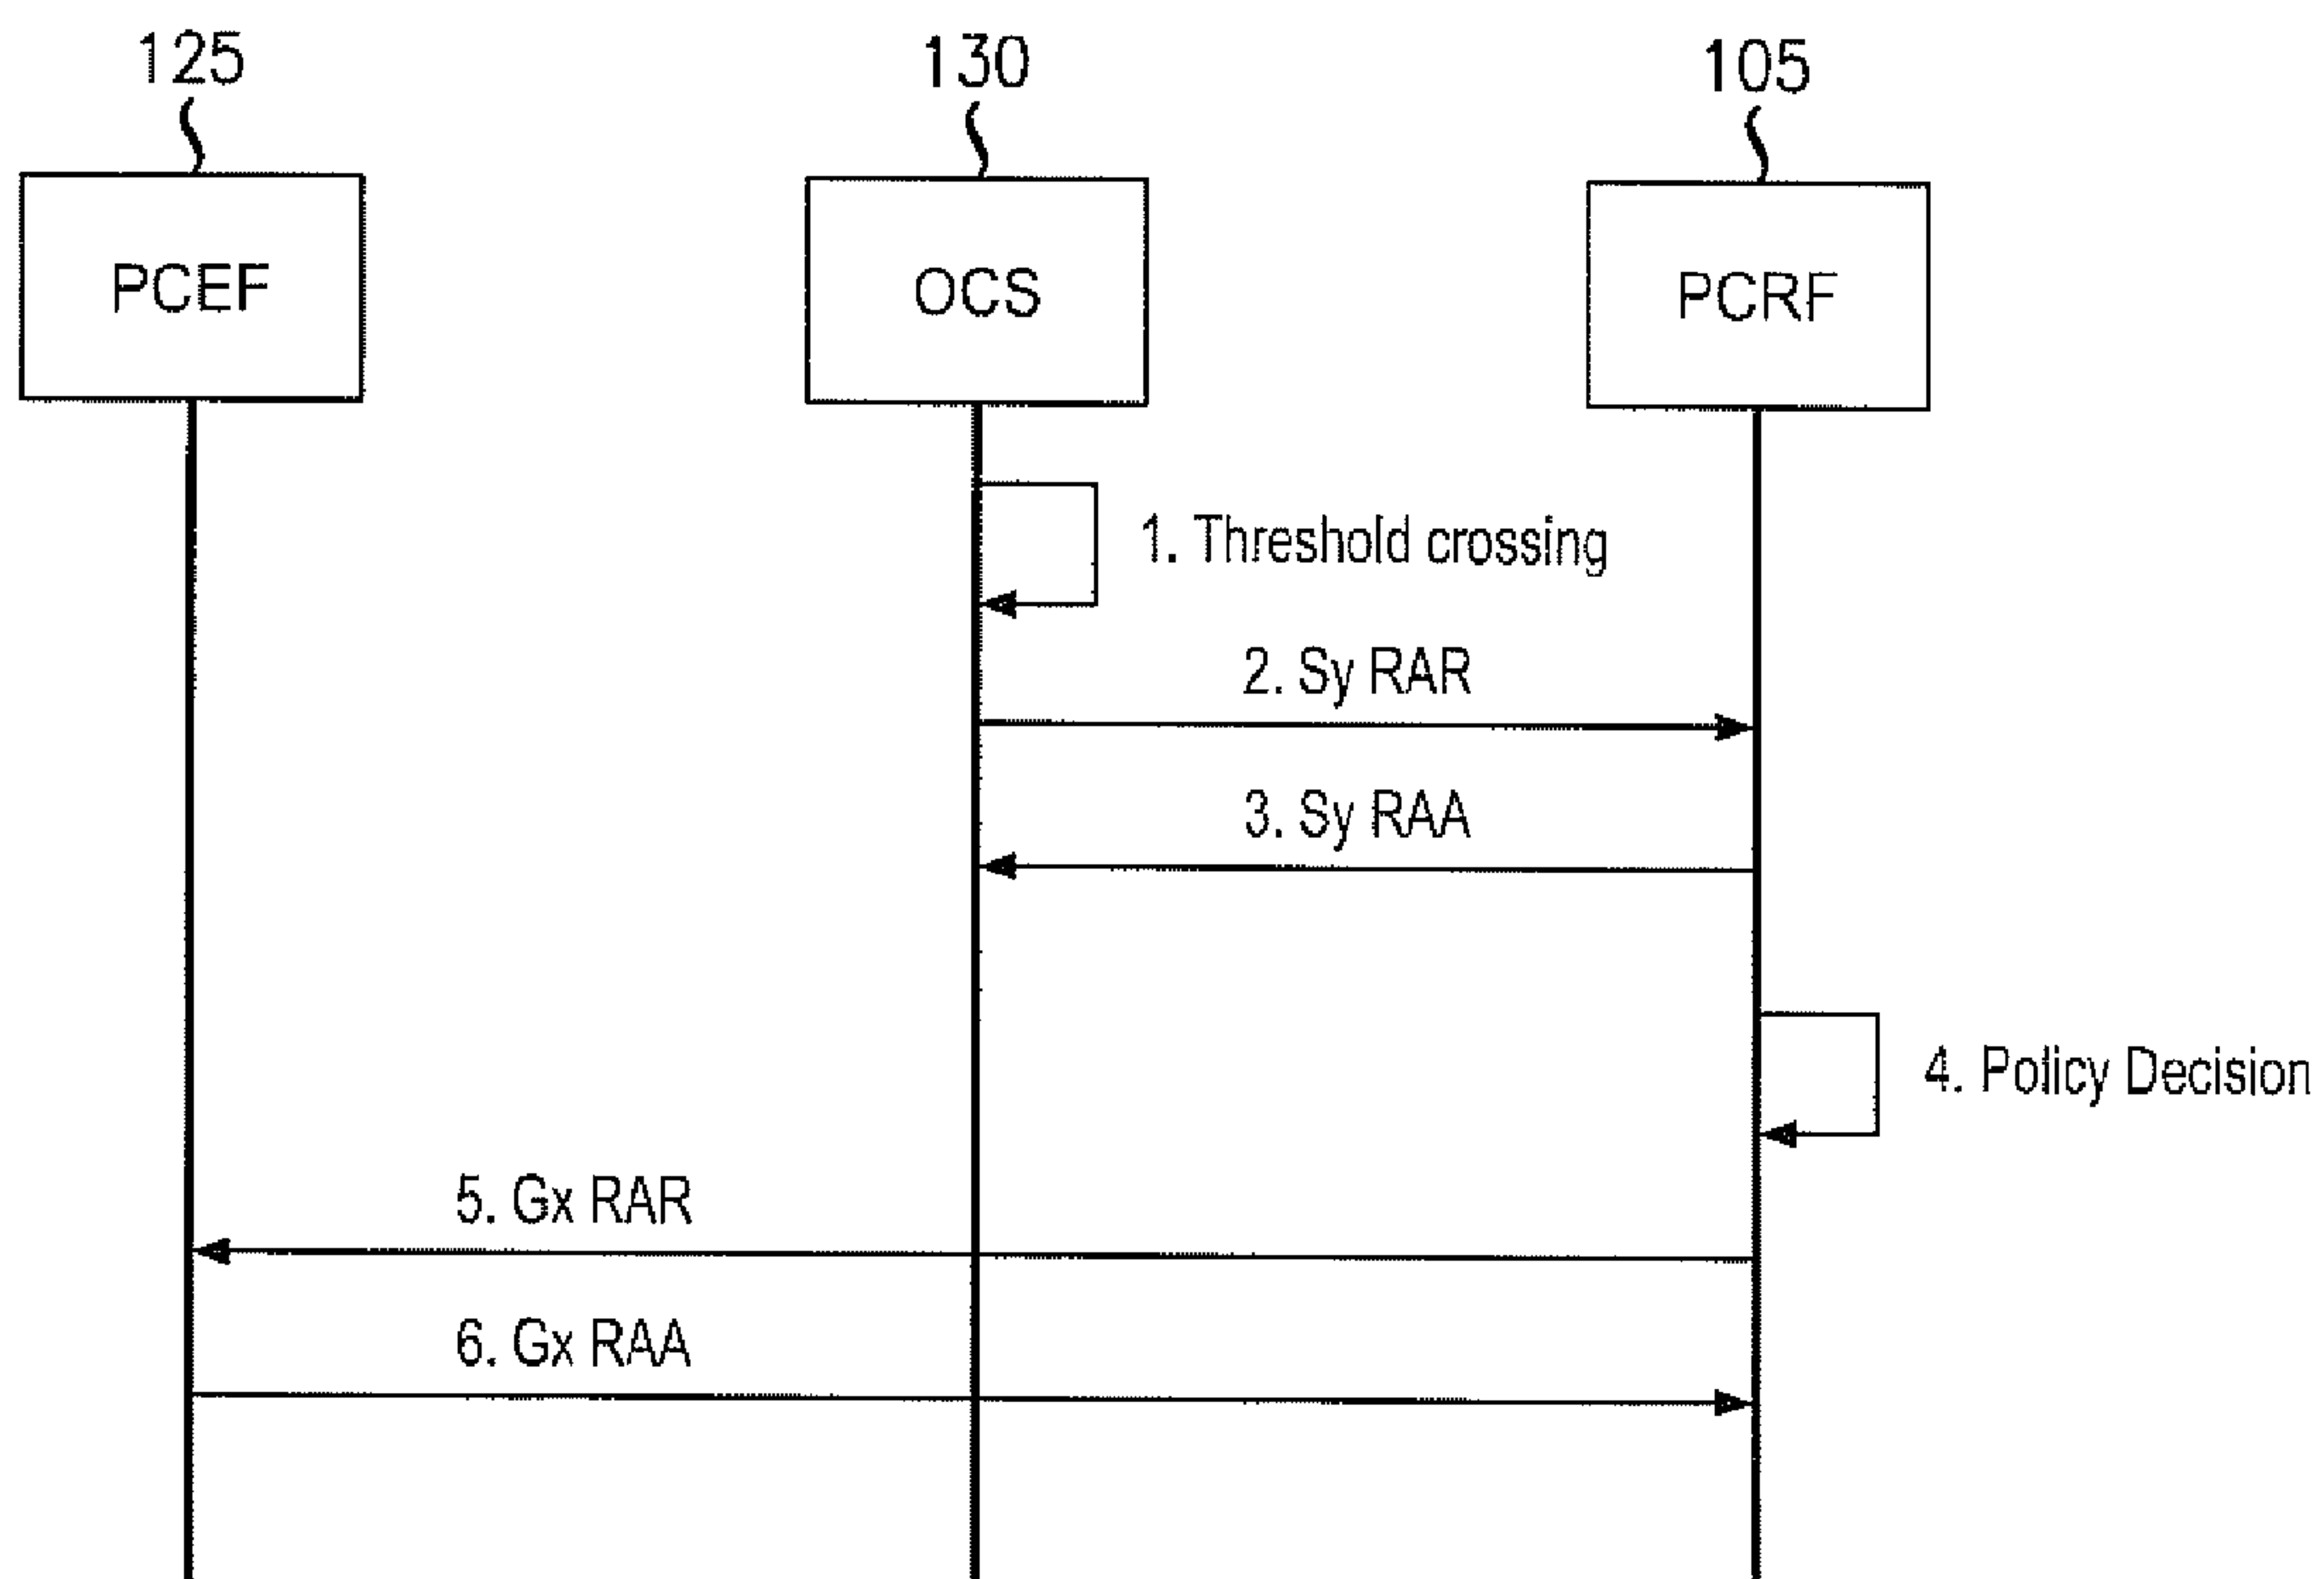 125
130
105
PCEF
OCS
PCRF
1. Threshold crossing
2. Sy RAR
3. Sy RAA
4. Policy Decision
5. Gx RAR
6. Gx RAA